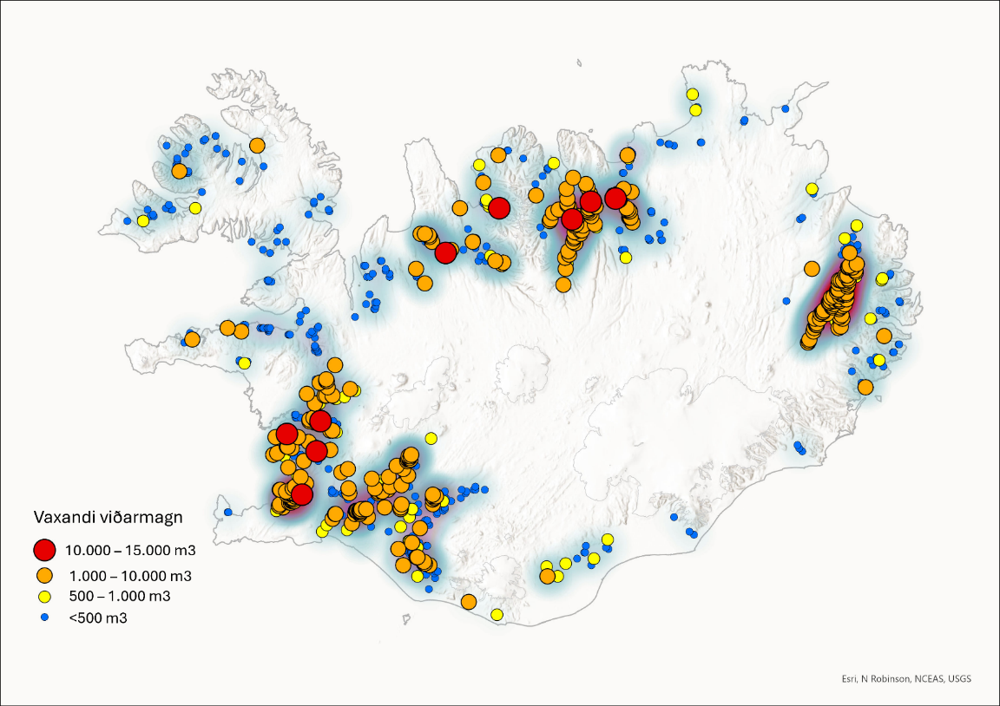 Vaxandi viðarmagn
10.000 – 15.000 m3
1.000 – 10.000 m3
500 – 1.000 m3
<500 m3
Esri, N Robinson, NCEAS, USGS